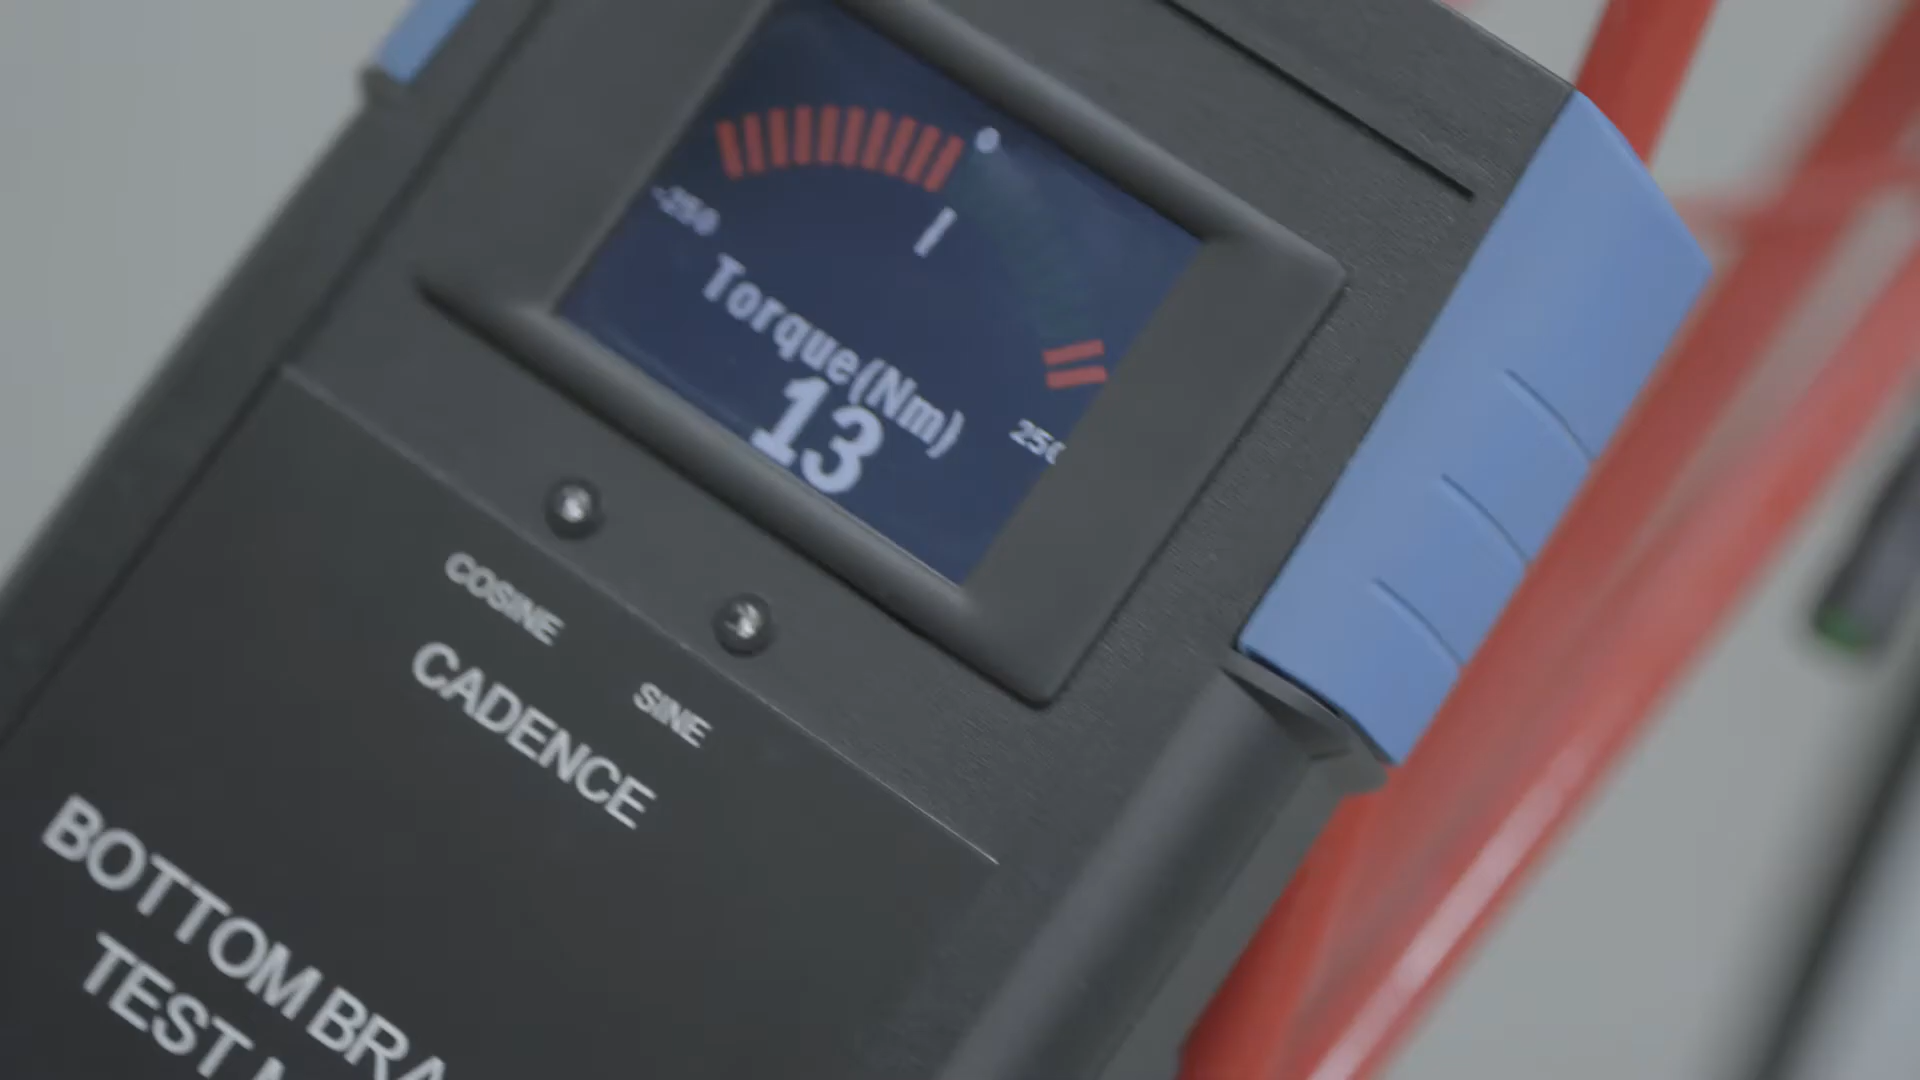 -250
250
Torque(Nm)
13
COSINE
SINE
CADENCE
BOTTOM BRA
TEST